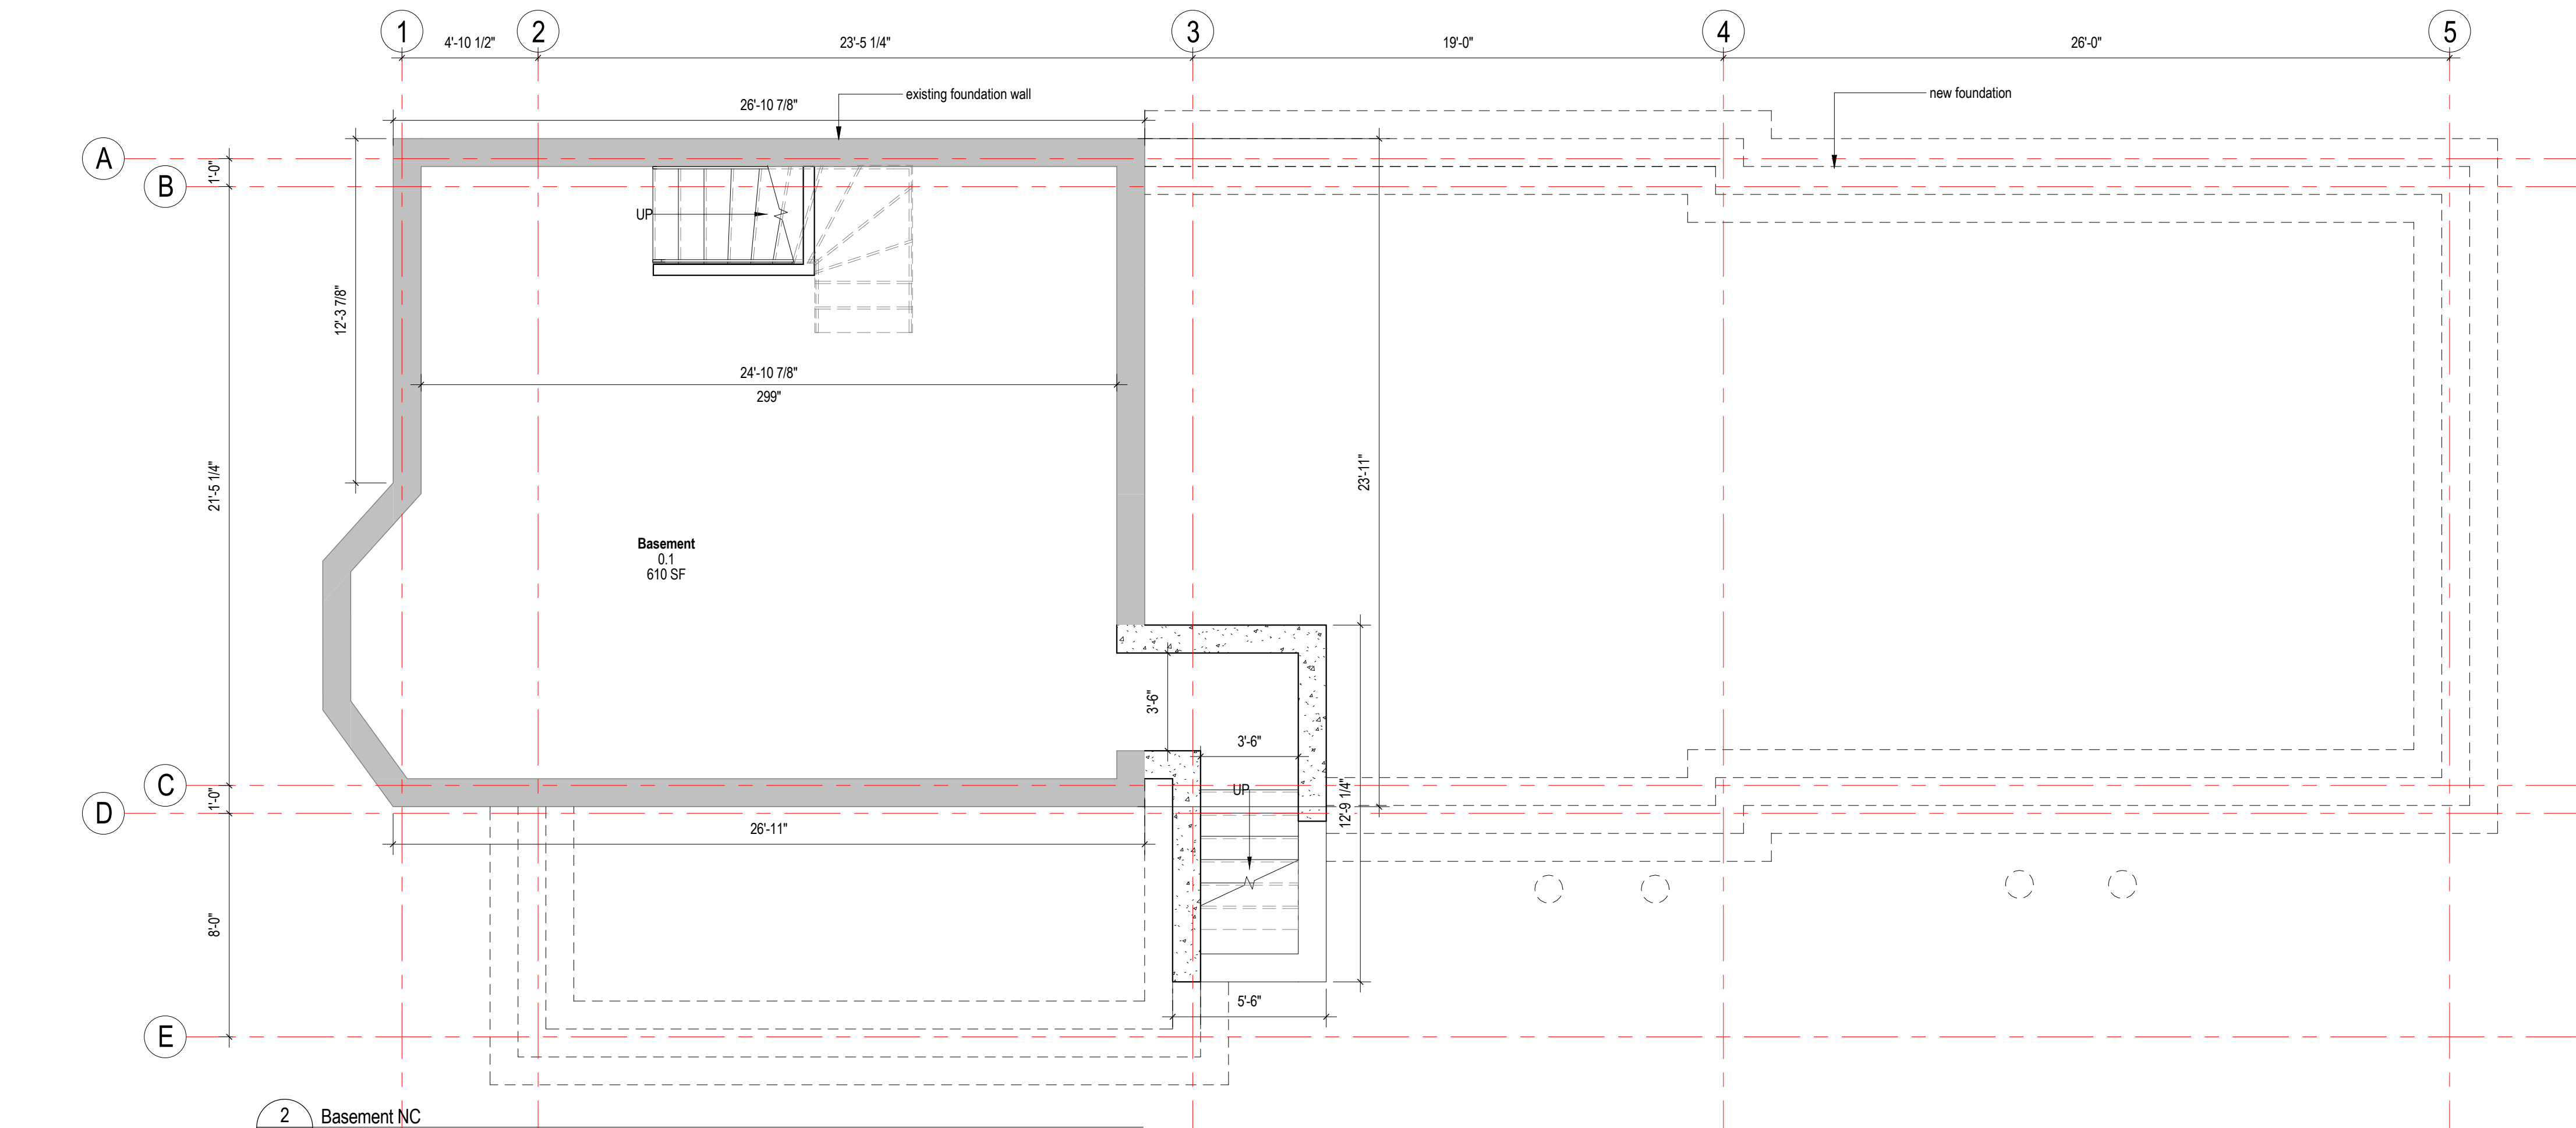 1
2
3
4
5
4'-10 1/2"
23'-5 1/4"
19'-0"
26'-0"
26'-10 7/8"
existing foundation wall
new foundation
A
B
1'-0"
UP
12'-3 7/8"
24'-10 7/8"
299"
21'-5 1/4"
23'-11"
Basement
0.1
610 SF
3'-6"
3'-6"
UP
12'-9 1/4"
C
D
1'-0"
26'-11"
8'-0"
5'-6"
E
2
Basement NC